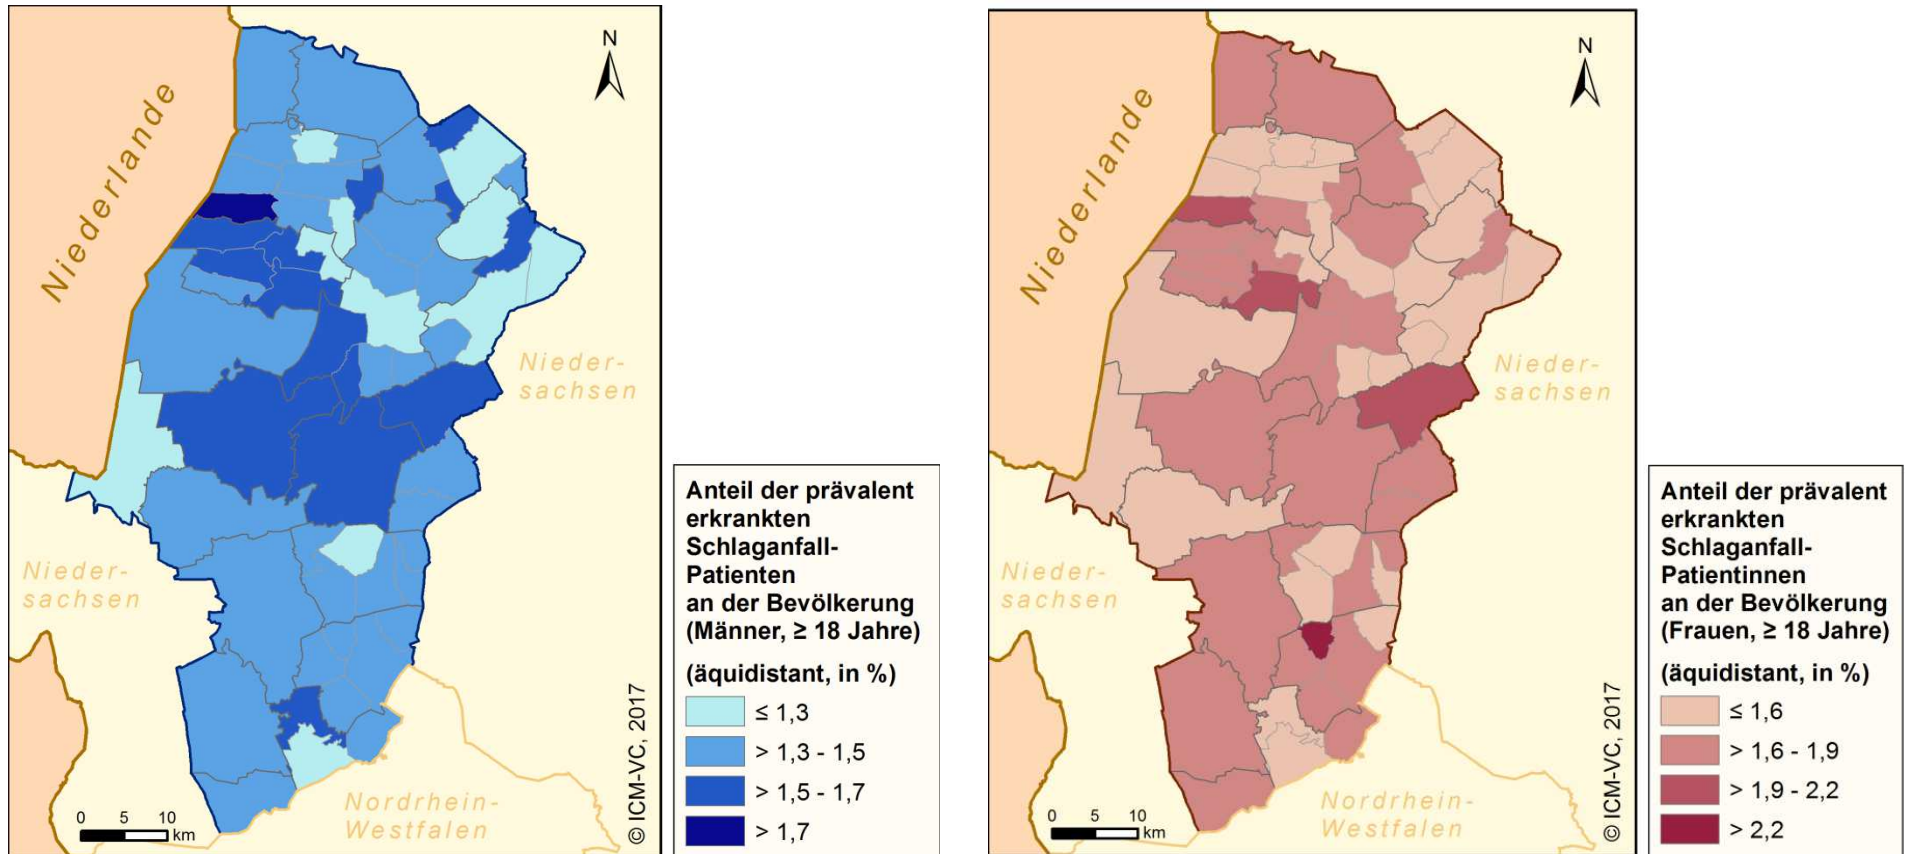 N
Niederlande
Nieder-
sachsen
Nieder-
sachsen
Nordrhein-
Westfalen
0 5 10
km
© ICM-VC, 2017
Anteil der prävalent
erkrankten
Schlaganfall-
Patienten
an der Bevölkerung
(Männer, ≥ 18 Jahre)
(äquidistant, in %)
≤ 1,3
> 1,3 - 1,5
> 1,5 - 1,7
> 1,7
N
Niederlande
Nieder-
sachsen
Nieder-
sachsen
Nordrhein-
Westfalen
0 5 10
km
© ICM-VC, 2017
Anteil der prävalent
erkrankten
Schlaganfall-
Patientinnen
an der Bevölkerung
(Frauen, ≥ 18 Jahre)
(äquidistant, in %)
≤ 1,6
> 1,6 - 1,9
> 1,9 - 2,2
> 2,2